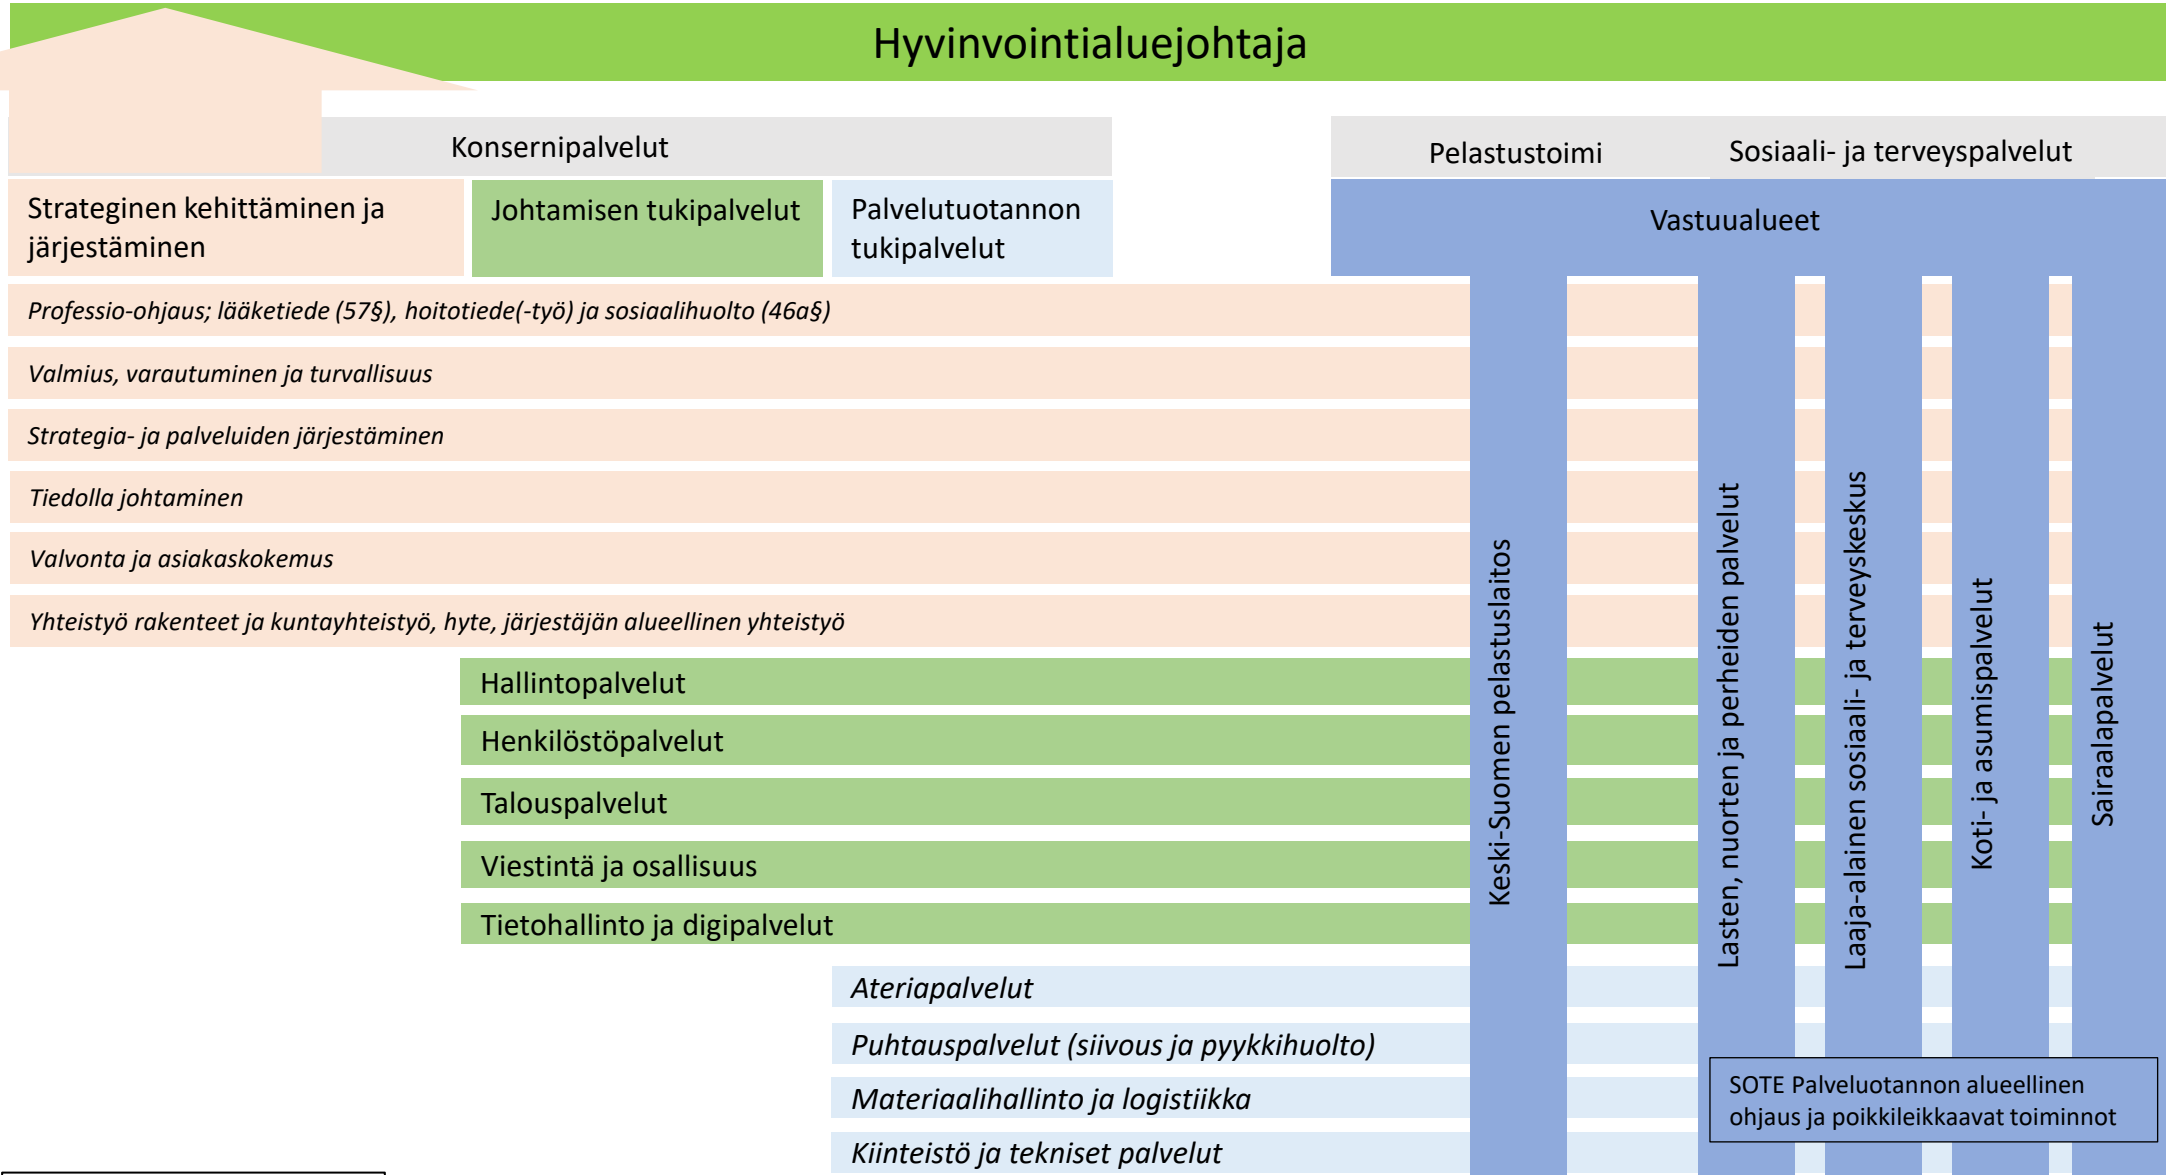 Hyvinvointialuejohtaja
Konsernipalvelut
Pelastustoimi
Sosiaali- ja terveyspalvelut
Strateginen kehittäminen ja
järjestäminen
Johtamisen tukipalvelut
Palvelutuotannon
tukipalvelut
Vastuualueet
Professio-ohjaus; lääketiede (57§), hoitotiede(-työ) ja sosiaalihuolto (46a§)
Valmius, varautuminen ja turvallisuus
Strategia- ja palveluiden järjestäminen
Tiedolla johtaminen
Valvonta ja asiakaskokemus
Yhteistyö rakenteet ja kuntayhteistyö, hyte, järjestäjän alueellinen yhteistyö
Hallintopalvelut
Henkilöstöpalvelut
Talouspalvelut
Viestintä ja osallisuus
Tietohallinto ja digipalvelut
Ateriapalvelut
Puhtauspalvelut (siivous ja pyykkihuolto)
Materiaalihallinto ja logistiikka
Kiinteistö ja tekniset palvelut
Keski-Suomen pelastuslaitos
Lasten, nuorten ja perheiden palvelut
Laaja-alainen sosiaali- ja terveyskeskus
Koti- ja asumispalvelut
Sairaalapalvelut
SOTE Palveluotannon alueellinen
ohjaus ja poikkileikkaavat toiminnot